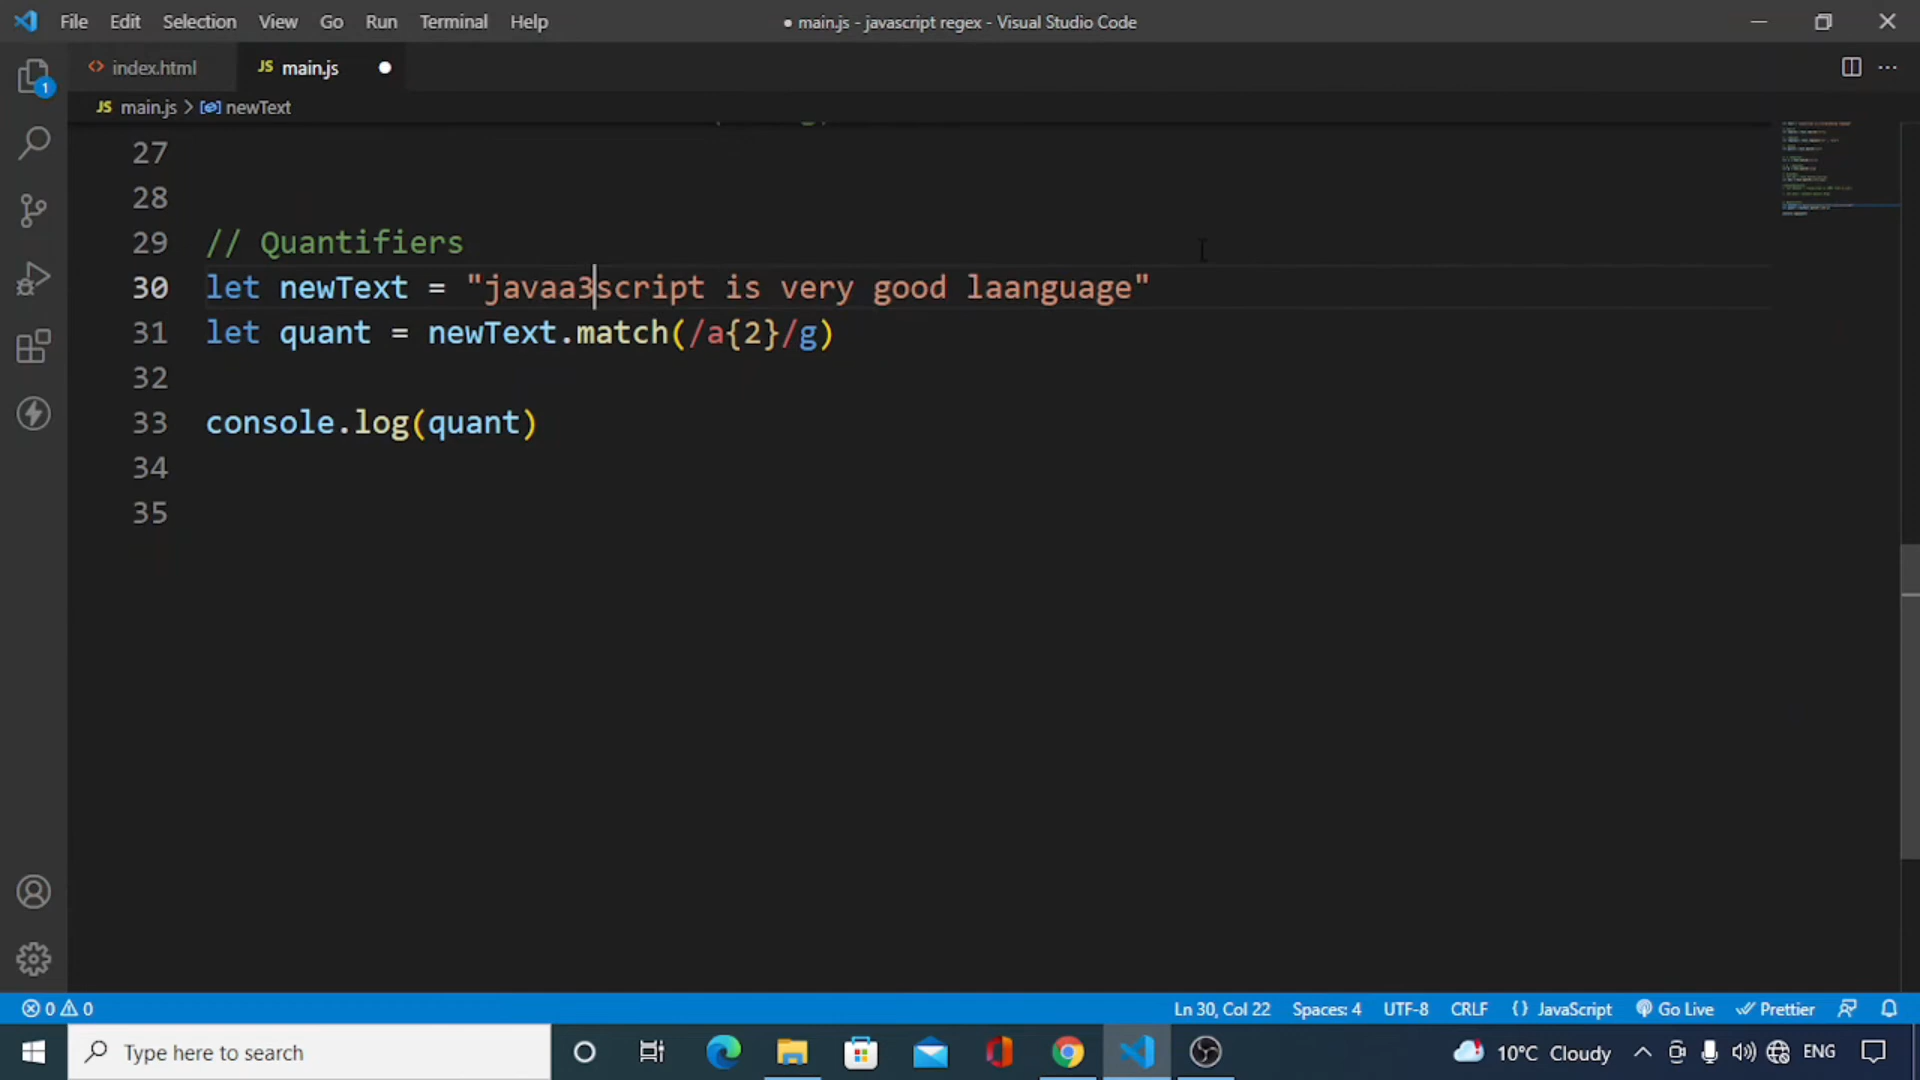 File Edit Selection View Go Run Terminal Help
● main.js - javascript regex - Visual Studio Code
1
<> index.html
JS main.js ●
JS main.js > newText
27
28
29 // Quantifiers
30 let newText = "javaa3script is very good laanguage"
31 let quant = newText.match(/a{2}/g)
32
33 console.log(quant)
34
35
0 0
Ln 30, Col 22 Spaces: 4 UTF-8 CRLF {} JavaScript Go Live Prettier
Type here to search
10°C Cloudy
ENG